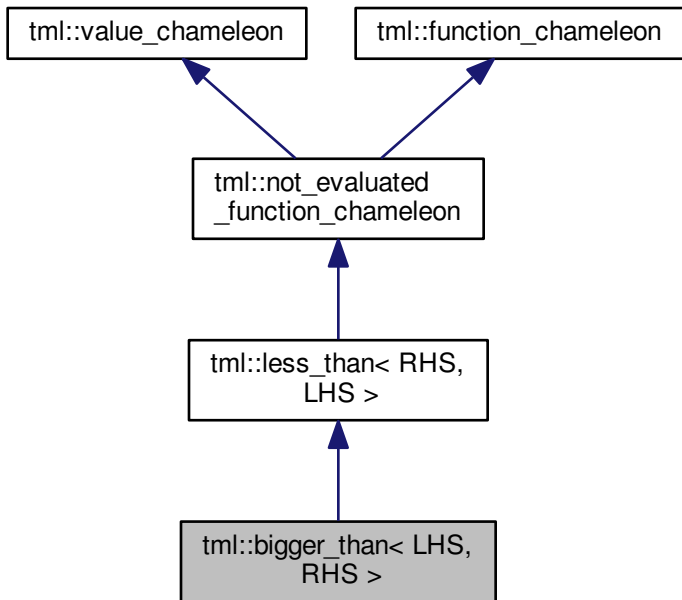 tml::value_chameleon
tml::function_chameleon
tml::not_evaluated
_function_chameleon
tml::less_than< RHS,
LHS >
tml::bigger_than< LHS,
RHS >